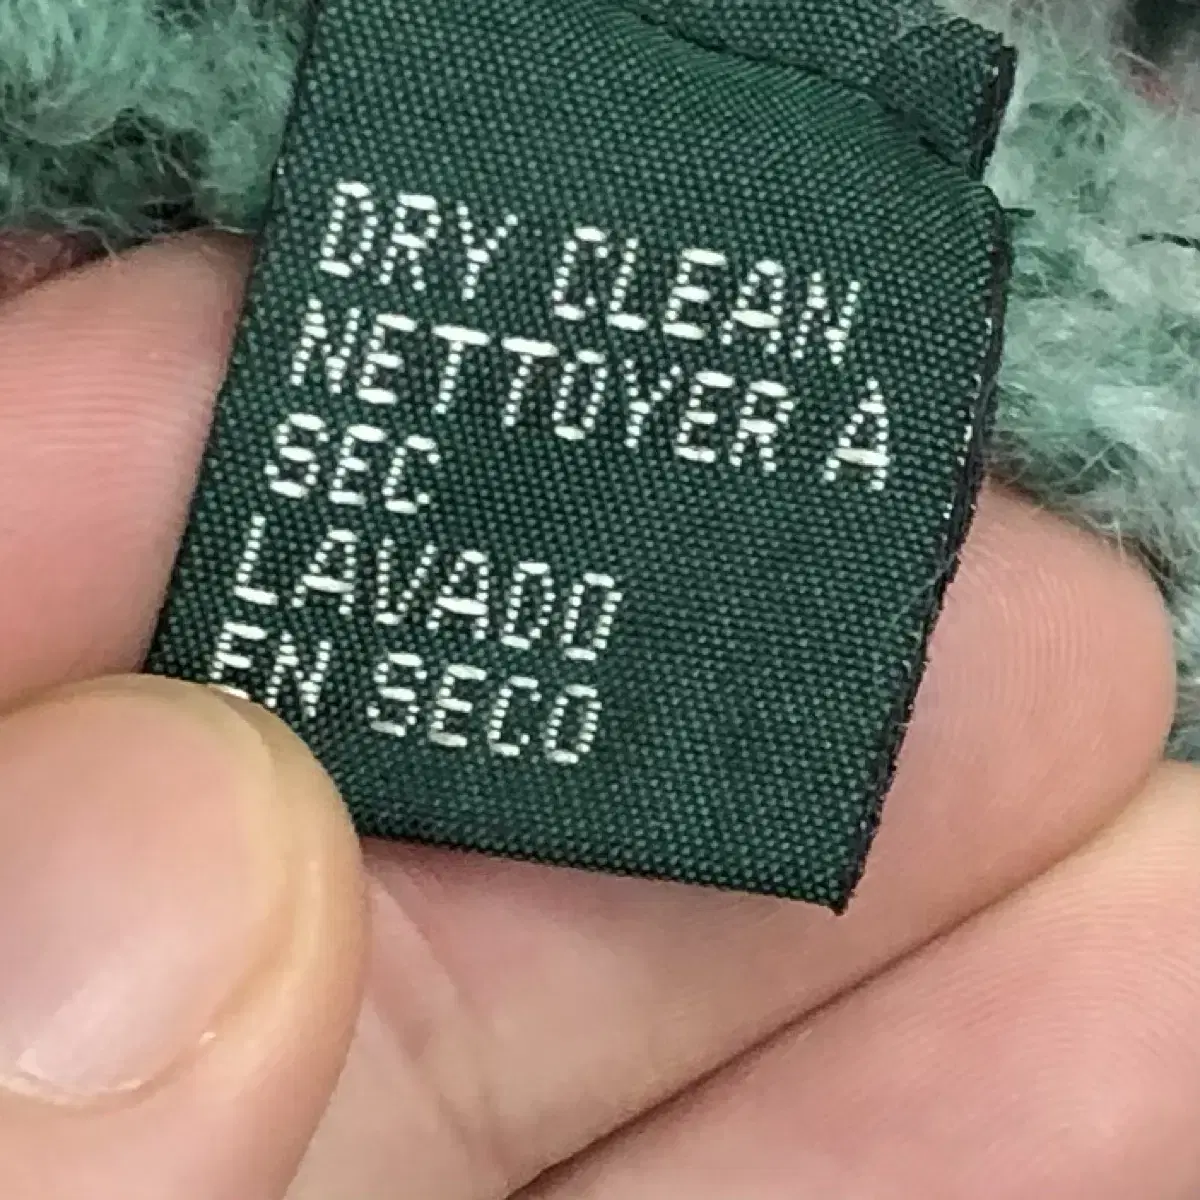 DRY CLEAN
NETTOYER A
SEC
LAVADO
EN SECO